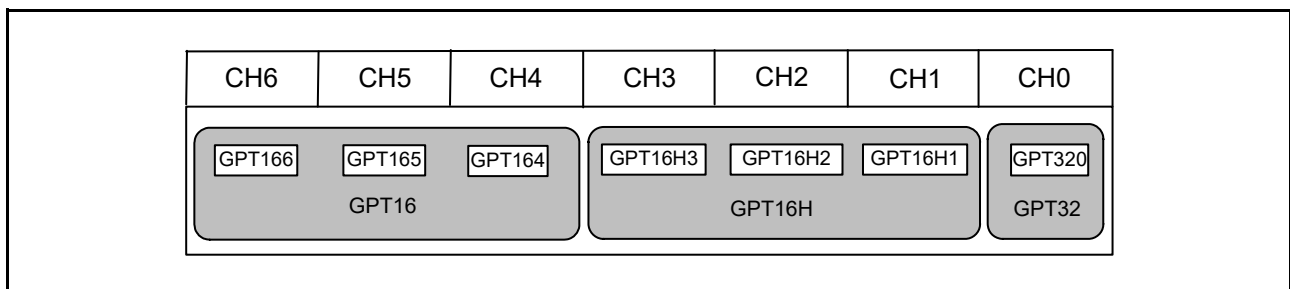 CH6 CH5 CH4 CH3 CH2 CH1 CH0
GPT166 GPT165 GPT164 GPT16H3 GPT16H2 GPT16H1 GPT320
GPT16 GPT16H GPT32